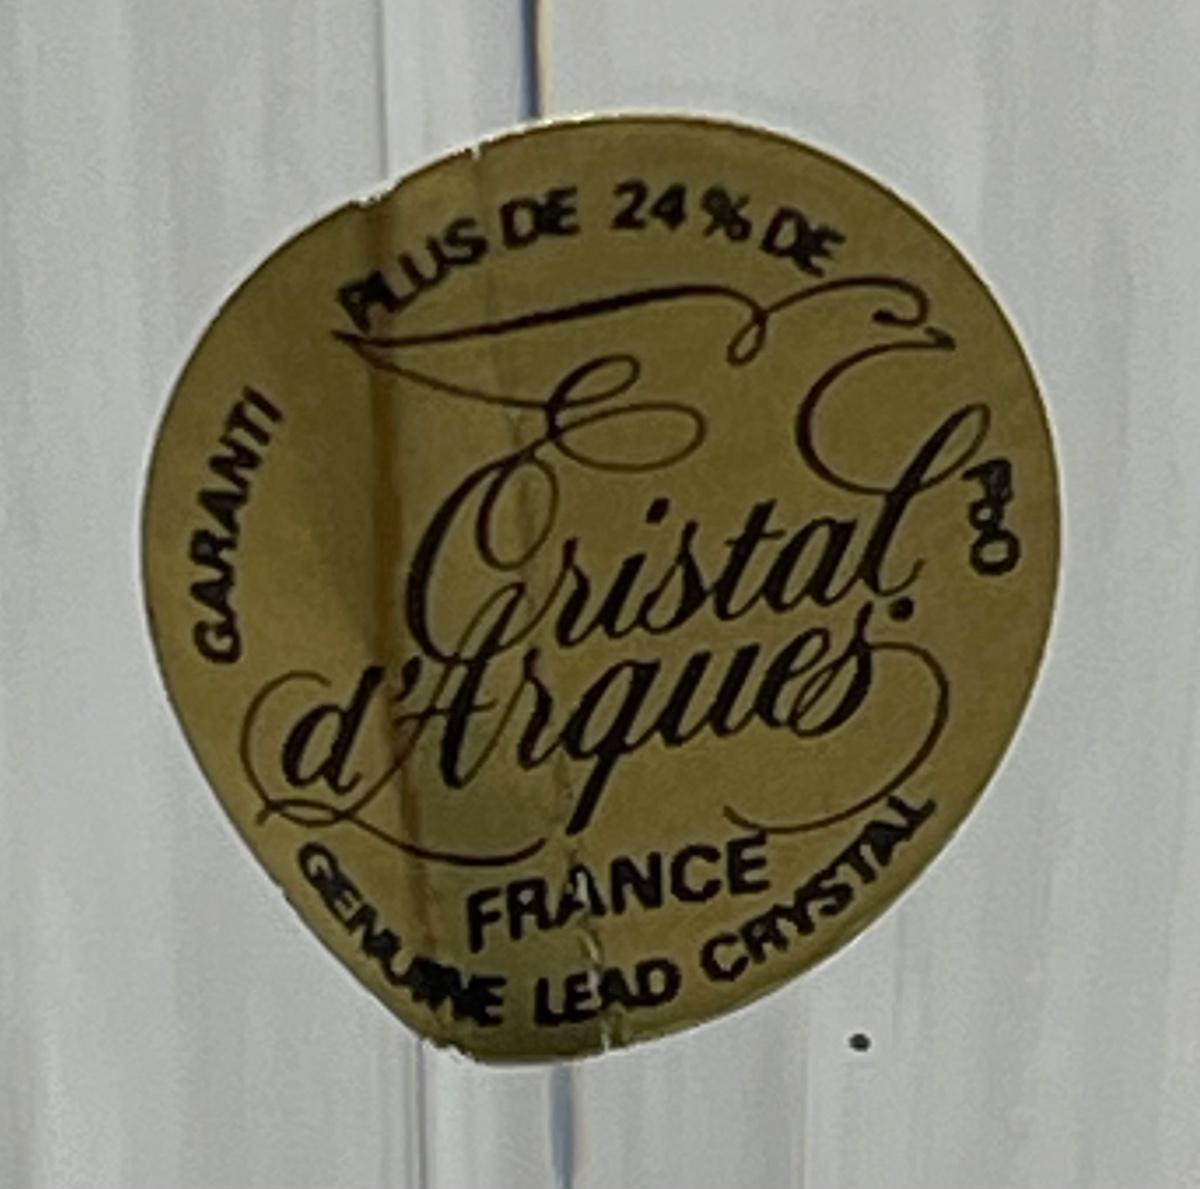 GARANTI
PLUS DE 24% DE
PbO
Cristal
d'Arques
FRANCE
GENUINE LEAD CRYSTAL